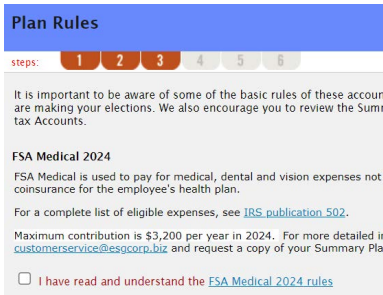 Plan Rules
steps: 1 2 3 4 5 6
It is important to be aware of some of the basic rules of these
are making your elections. We also encourage you to review the
tax Accounts.
FSA Medical 2024
FSA Medical is used to pay for medical, dental and vision expenses not
coinsurance for the employee's health plan.
For a complete list of eligible expenses, see IRS publication 502.
Maximum contribution is $3,200 per year in 2024. For more detailed
customerservice@esgcorp.biz and request a copy of your Summary
I have read and understand the FSA Medical 2024 rules